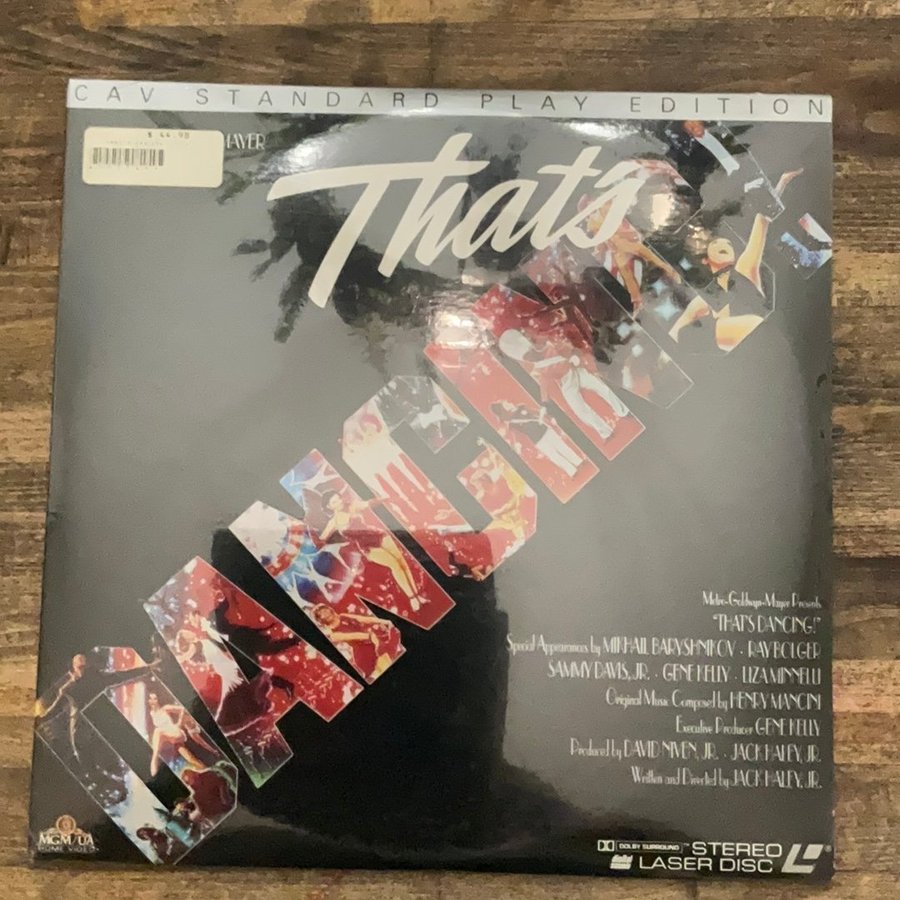 CAV STANDARD PLAY EDITION
$ 44.98
MAYER
Thats
DANCING!
Metro-Goldwyn-Mayer Presents
"THAT'S DANCING!"
Special Appearances by MIKHAIL BARYSHNIKOV · RAY BOLGER
SAMMY DAVIS, JR. · GENE KELLY · LIZA MINNELLI
Original Music Composed by HENRY MANCINI
Executive Producer GENE KELLY
Produced by DAVID NIVEN, JR. · JACK HALEY, JR.
Written and Directed by JACK HALEY, JR.
MGM/UA
HOME VIDEO
DOLBY SURROUND™ STEREO
LASER DISC